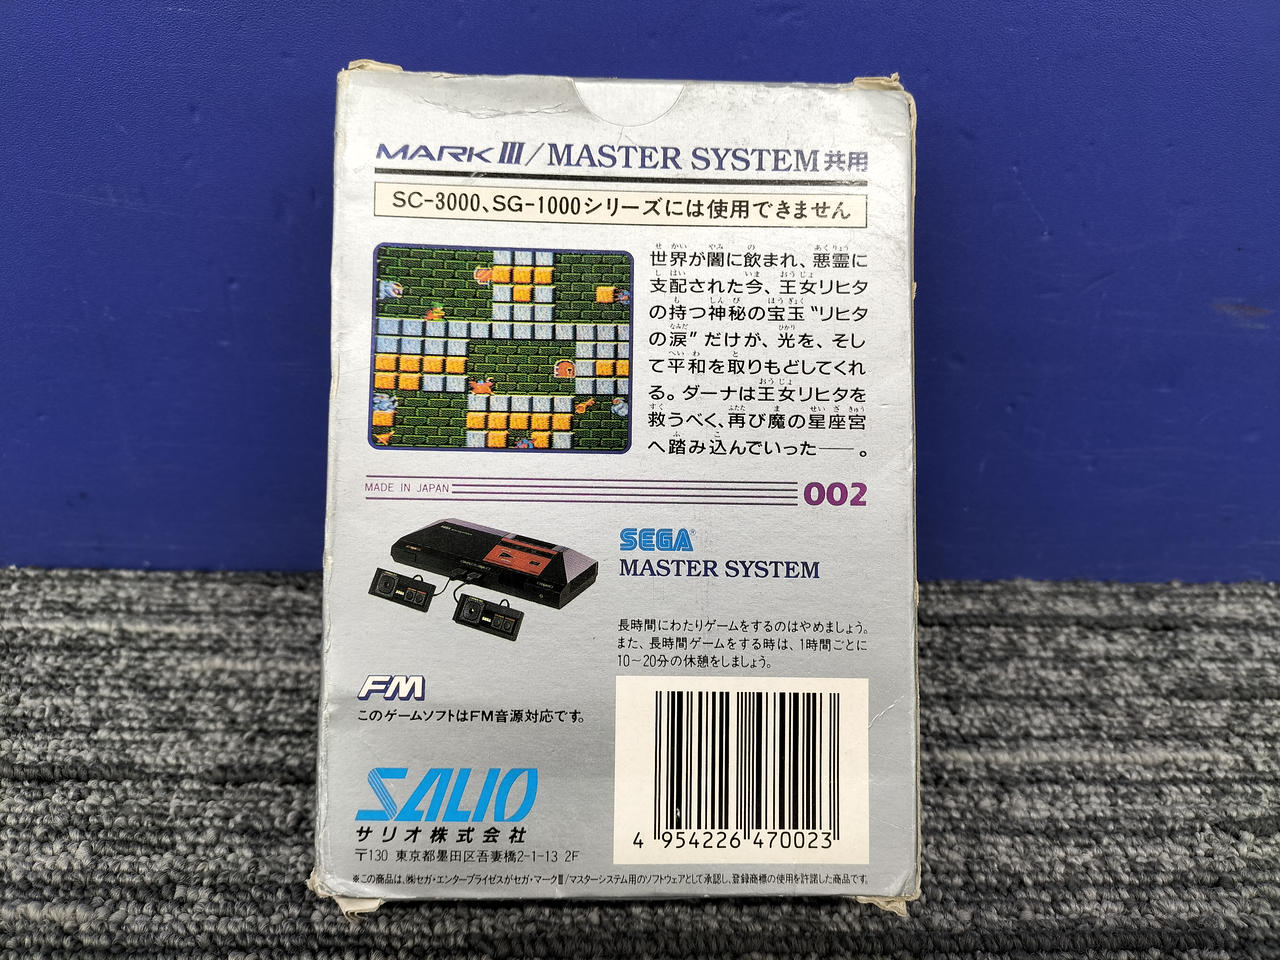 MARK III/MASTER SYSTEM共用
SC-3000、SG-1000シリーズには使用できません
世界が闇に飲まれ、悪霊に
支配された今、王女リヒタ
の持つ神秘の宝玉“リヒタ
の涙”だけが、光を、そし
て平和を取りもどしてくれ
る。ダーナは王女リヒタを
救うべく、再び魔の星座宮
へ踏み込んでいった――。
MADE IN JAPAN
002
SEGA®
MASTER SYSTEM
長時間にわたりゲームをするのはやめましょう。
また、長時間ゲームをする時は、1時間ごとに
10〜20分の休憩をしましょう。
FM
このゲームソフトはFM音源対応です。
SALIO
サリオ株式会社
〒130 東京都墨田区吾妻橋2-1-13 2F
4 954226 470023
※この商品は、㈱セガ・エンタープライゼスがセガ・マークⅢ/マスターシステム用のソフトウェアとして承認し、登録商標の使用を許諾した商品です。